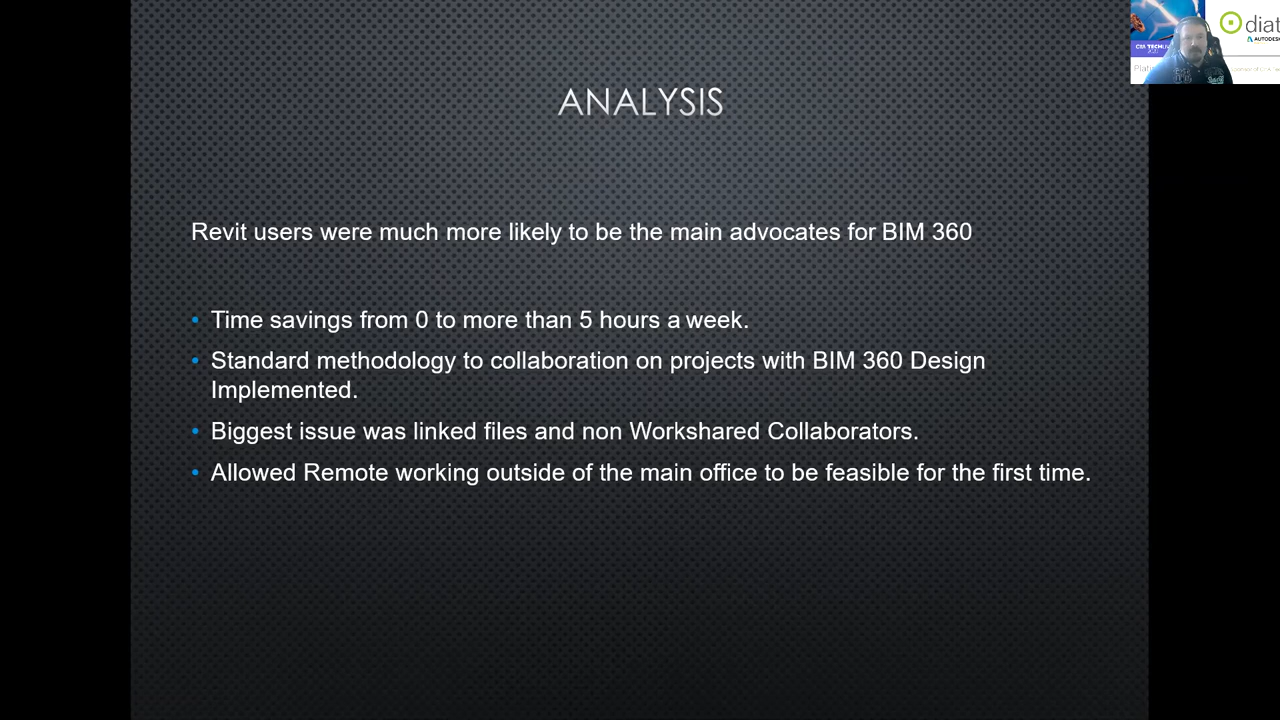 diat
AUTODESK
ANALYSIS
Revit users were much more likely to be the main advocates for BIM 360
• Time savings from 0 to more than 5 hours a week.
• Standard methodology to collaboration on projects with BIM 360 Design
Implemented.
• Biggest issue was linked files and non Workshared Collaborators.
• Allowed Remote working outside of the main office to be feasible for the first time.